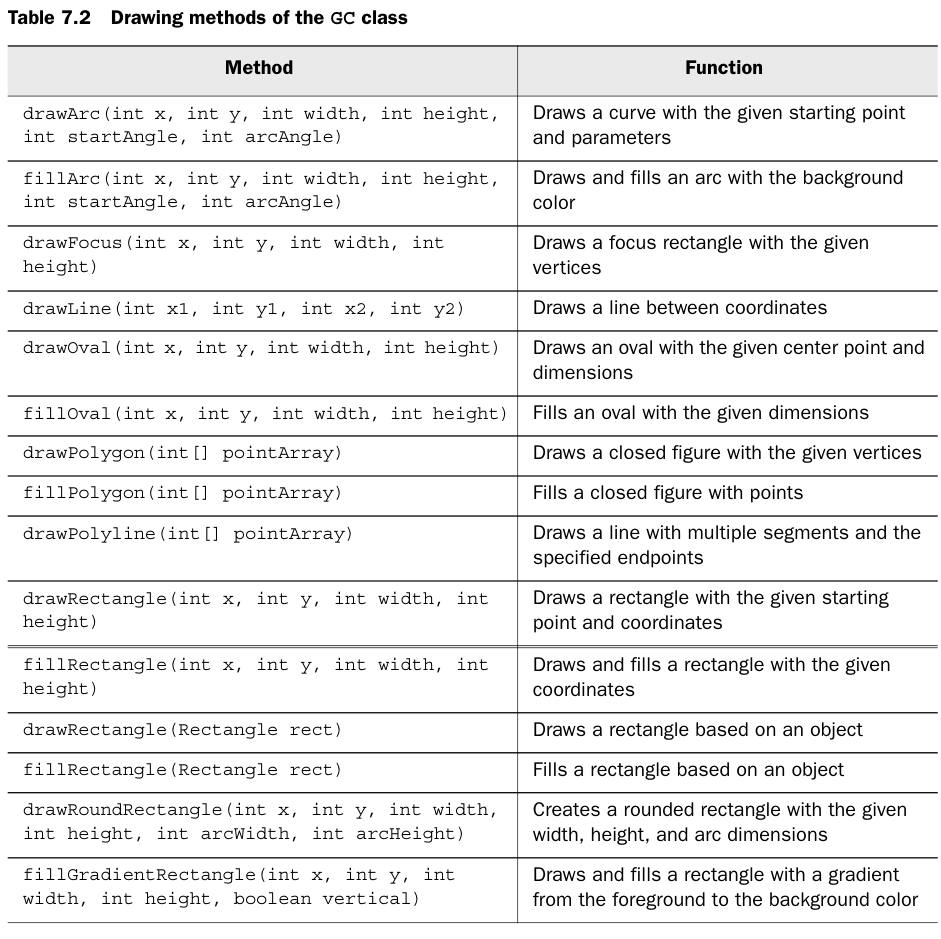 Table 7.2 Drawing methods of the GC class
Method Function
drawArc(int x, int y, int width, int height,
int startAngle, int arcAngle)
Draws a curve with the given starting point
and parameters
fillArc(int x, int y, int width, int height,
int startAngle, int arcAngle)
Draws and fills an arc with the background
color
drawFocus(int x, int y, int width, int
height)
Draws a focus rectangle with the given
vertices
drawLine(int x1, int y1, int x2, int y2)
Draws a line between coordinates
drawOval(int x, int y, int width, int height)
Draws an oval with the given center point and
dimensions
fillOval(int x, int y, int width, int height)
Fills an oval with the given dimensions
drawPolygon(int[] pointArray)
Draws a closed figure with the given vertices
fillPolygon(int[] pointArray)
Fills a closed figure with points
drawPolyline(int[] pointArray)
Draws a line with multiple segments and the
specified endpoints
drawRectangle(int x, int y, int width, int
height)
Draws a rectangle with the given starting
point and coordinates
fillRectangle(int x, int y, int width, int
height)
Draws and fills a rectangle with the given
coordinates
drawRectangle(Rectangle rect)
Draws a rectangle based on an object
fillRectangle(Rectangle rect)
Fills a rectangle based on an object
drawRoundRectangle(int x, int y, int width,
int height, int arcWidth, int arcHeight)
Creates a rounded rectangle with the given
width, height, and arc dimensions
fillGradientRectangle(int x, int y, int
width, int height, boolean vertical)
Draws and fills a rectangle with a gradient
from the foreground to the background color